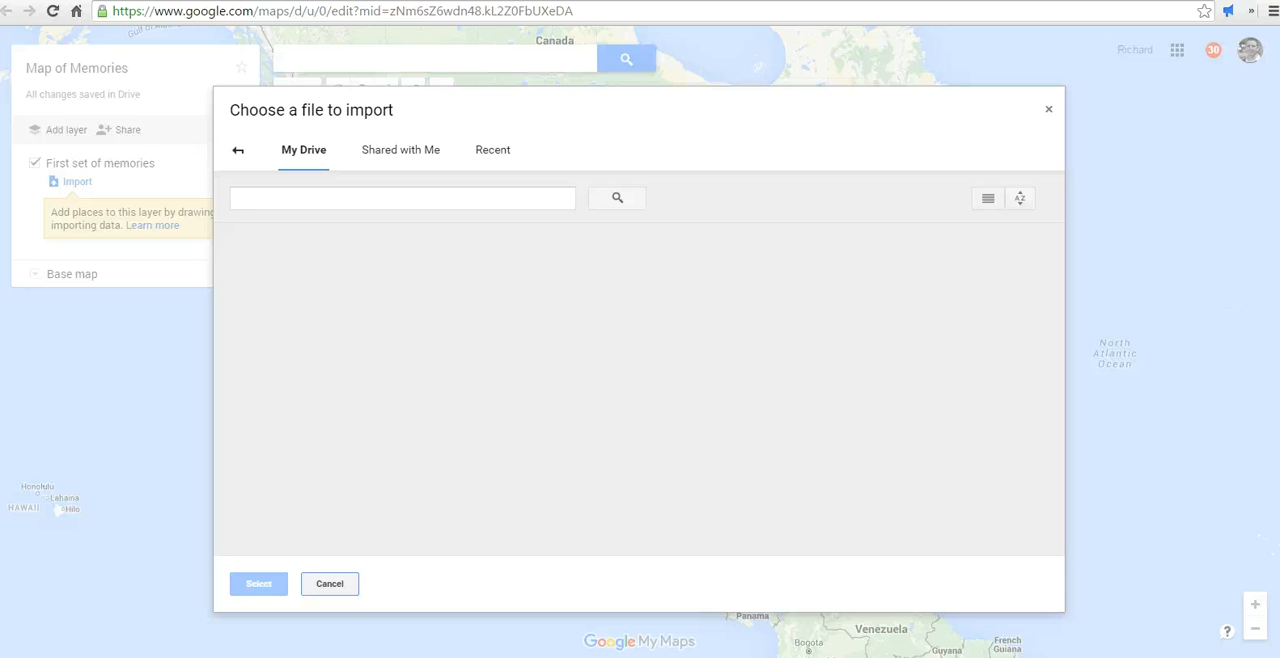 https://www.google.com/maps/d/u/0/edit?mid=zNm6sZ6wdn48.kL2Z0FbUXeDA
Canada
Map of Memories
Richard
30
All changes saved in Drive
Choose a file to import
×
Add layer
Share
My Drive
Shared with Me
Recent
First set of memories
Import
AZ
Add places to this layer by drawing
importing data. Learn more
Base map
North
Atlantic
Ocean
Honolulu
Lahaina
HAWAII
Hilo
Select
Cancel
Panama
Venezuela
Bogota
French
Guiana
Guyana
Google My Maps
?
+
−